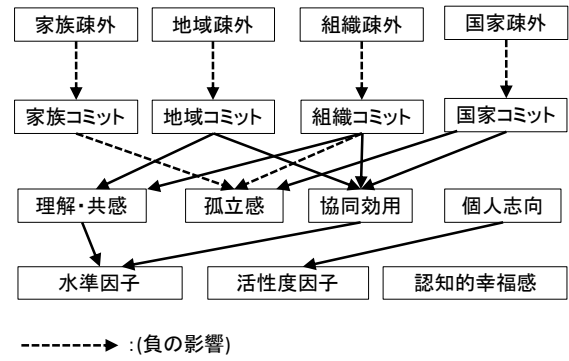 家族疎外 地域疎外 組織疎外 国家疎外
家族コミット 地域コミット 組織コミット 国家コミット
理解・共感 孤立感 協同効用 個人志向
水準因子 活性度因子 認知的幸福感
:(負の影響)